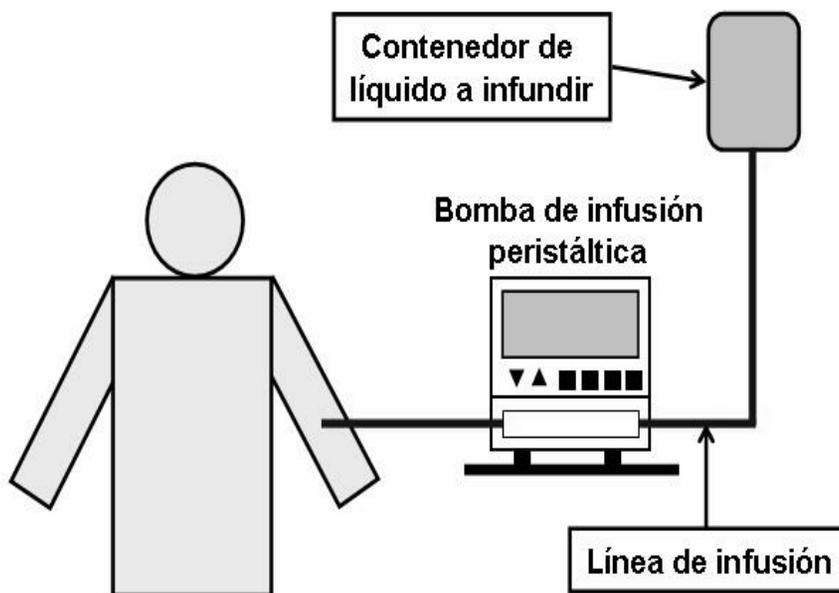 Contenedor de
líquido a infundir
Bomba de infusión
peristáltica
Línea de infusión